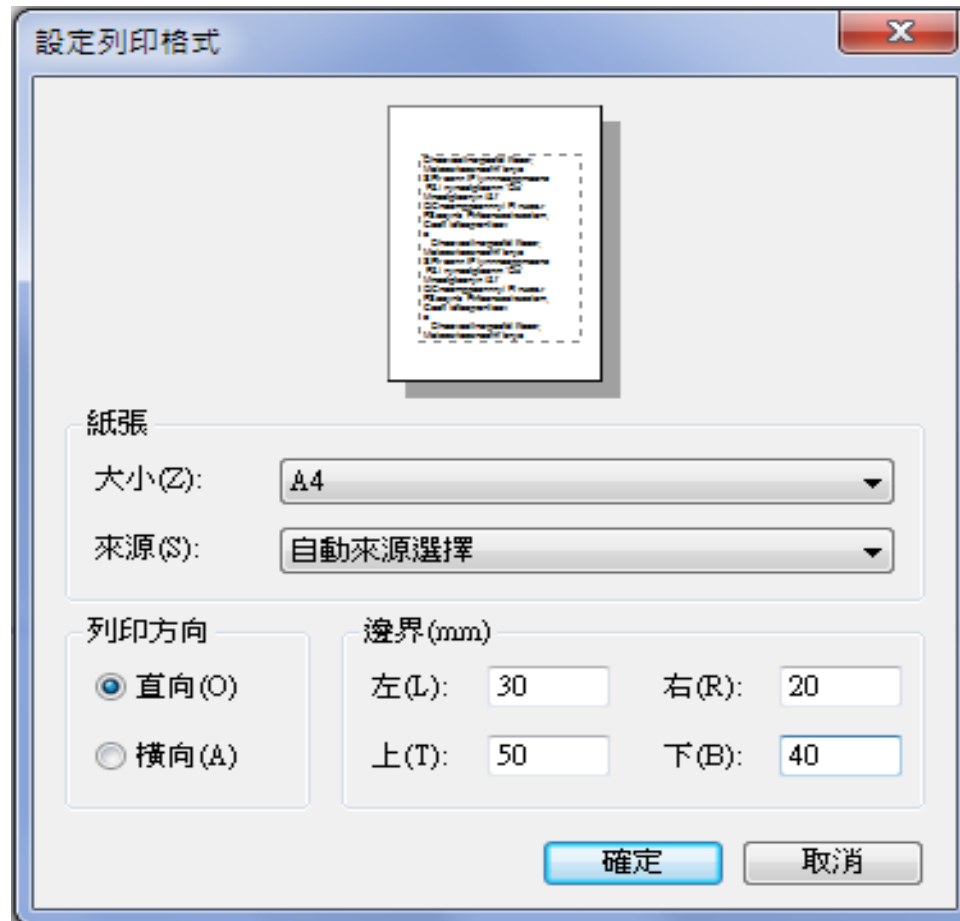 設定列印格式
紙張
大小(Z): A4
來源(S): 自動來源選擇
列印方向
直向(O)
橫向(A)
邊界(mm)
左(L): 30 右(R): 20
上(T): 50 下(B): 40
確定 取消